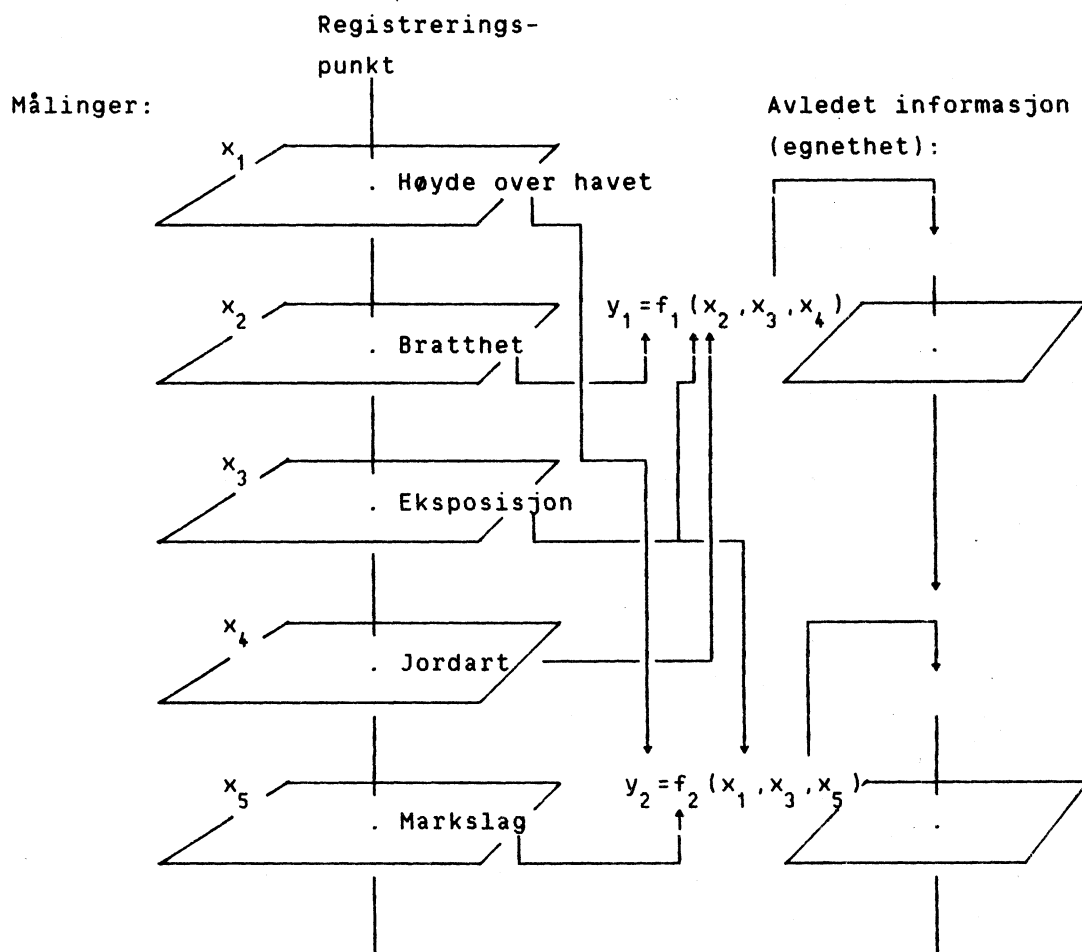 Registrerings-
punkt
Målinger:
Avledet informasjon
(egnethet):
x₁
. Høyde over havet
x₂
. Bratthet
y₁=f₁(x₂,x₃,x₄)
x₃
. Eksposisjon
x₄
. Jordart
x₅
. Markslag
y₂=f₂(x₁,x₃,x₅)